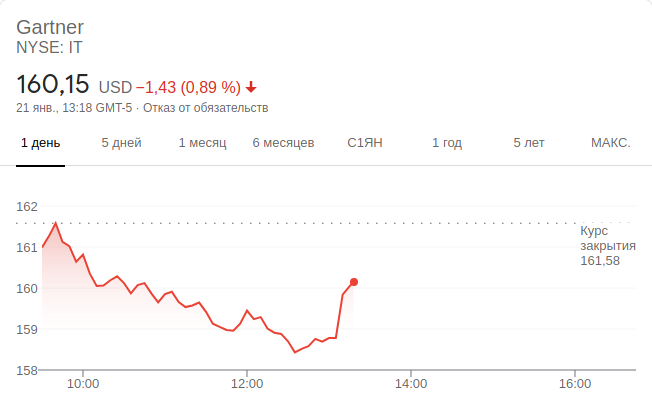 Gartner
NYSE: IT
160,15 USD −1,43 (0,89 %)
21 янв., 13:18 GMT-5 · Отказ от обязательств
1 день 5 дней 1 месяц 6 месяцев С1ЯН 1 год 5 лет МАКС.
162
Курс
161
закрытия
161,58
160
159
158
10:00 12:00 14:00 16:00